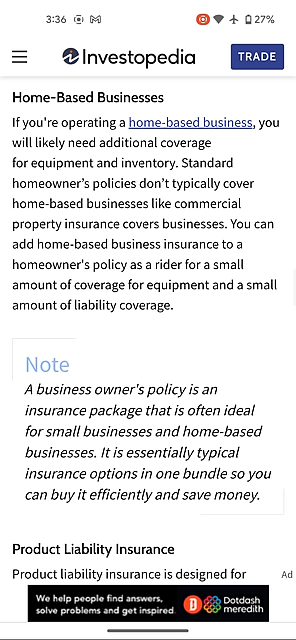 3:36 27%
Investopedia
TRADE
Home-Based Businesses
If you're operating a home-based business, you
will likely need additional coverage
for equipment and inventory. Standard
homeowner’s policies don’t typically cover
home-based businesses like commercial
property insurance covers businesses. You can
add home-based business insurance to a
homeowner's policy as a rider for a small
amount of coverage for equipment and a small
amount of liability coverage.
Note
A business owner's policy is an
insurance package that is often ideal
for small businesses and home-based
businesses. It is essentially typical
insurance options in one bundle so you
can buy it efficiently and save money.
Product Liability Insurance
Product liability insurance is designed for
Ad
We help people find answers,
solve problems and get inspired.
D
Dotdash
meredith